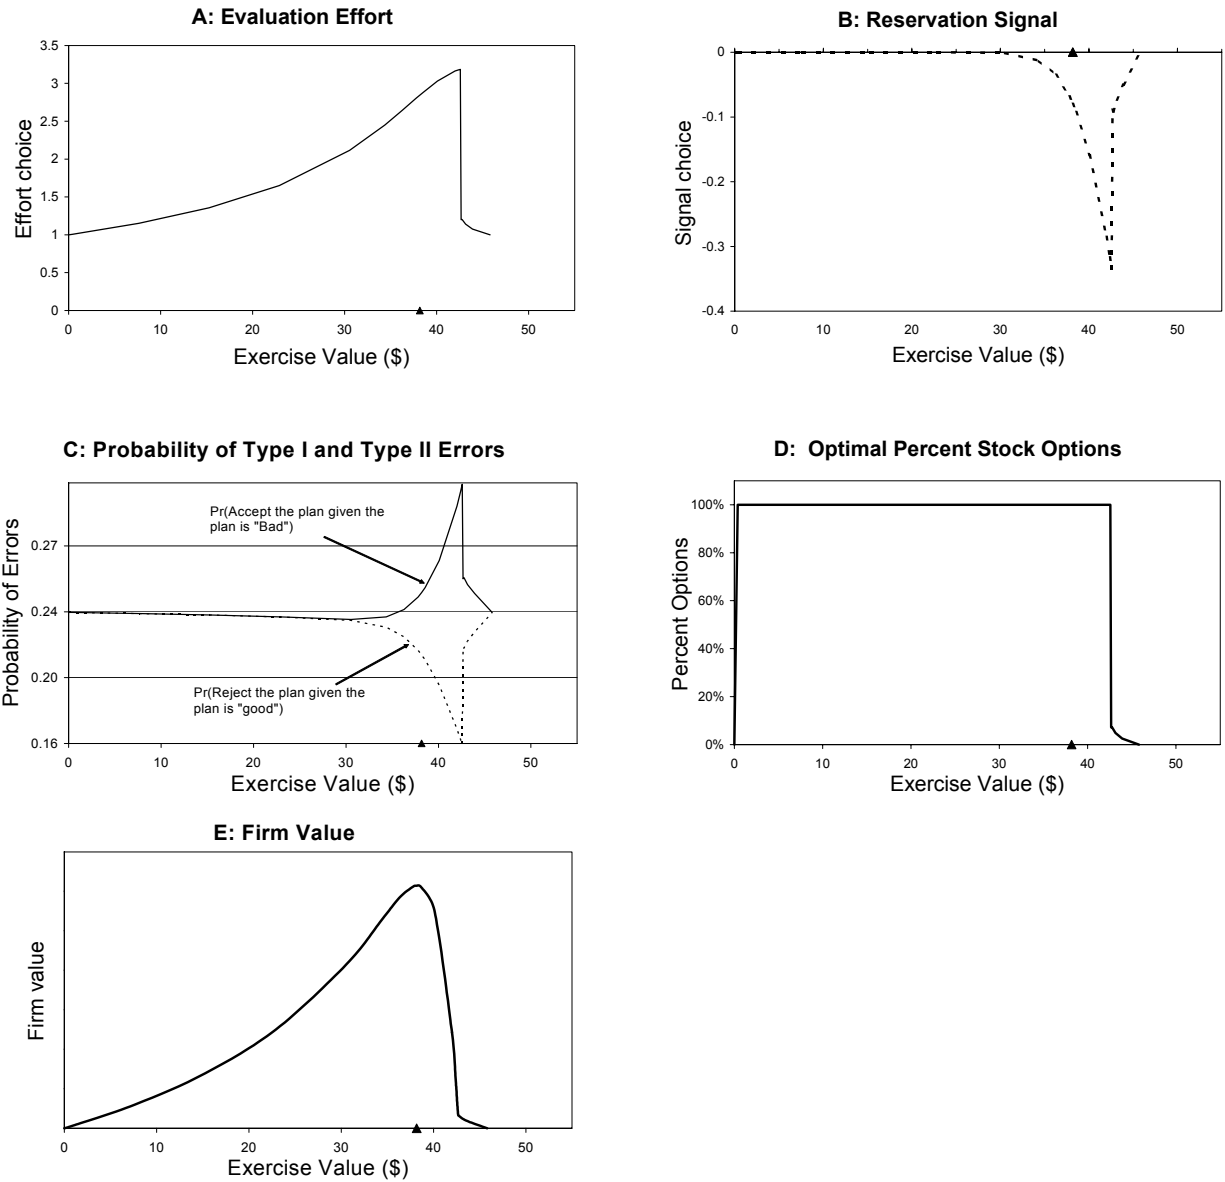 A: Evaluation Effort
3.5
3
2.5
2
1.5
1
0.5
0
Effort choice
0 10 20 30 40 50
Exercise Value ($)
B: Reservation Signal
0
-0.1
-0.2
-0.3
-0.4
Signal choice
0 10 20 30 40 50
Exercise Value ($)
C: Probability of Type I and Type II Errors
Pr(Accept the plan given the
plan is "Bad")
0.27
0.24
0.20
0.16
Probability of Errors
Pr(Reject the plan given the
plan is "good")
0 10 20 30 40 50
Exercise Value ($)
D: Optimal Percent Stock Options
100%
80%
60%
40%
20%
0%
Percent Options
0 10 20 30 40 50
Exercise Value ($)
E: Firm Value
Firm value
0 10 20 30 40 50
Exercise Value ($)